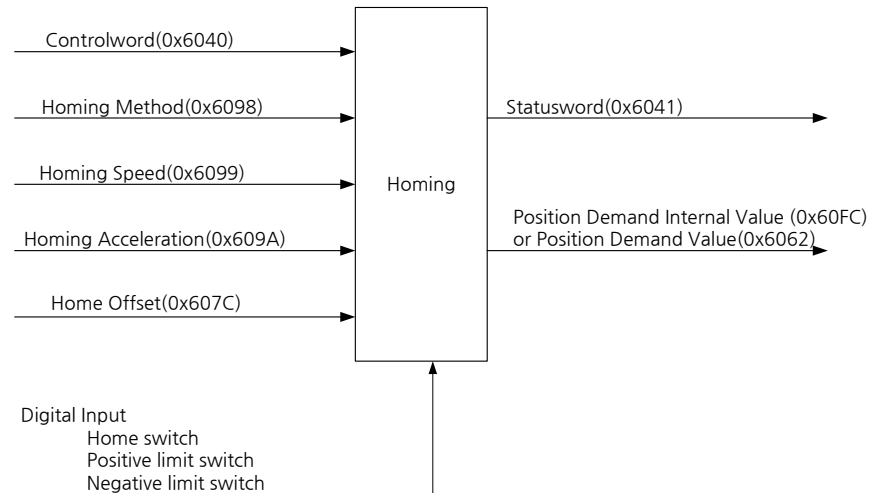 Controlword(0x6040)
Homing Method(0x6098)
Statusword(0x6041)
Homing Speed(0x6099)
Homing
Position Demand Internal Value (0x60FC)
or Position Demand Value(0x6062)
Homing Acceleration(0x609A)
Home Offset(0x607C)
Digital Input
Home switch
Positive limit switch
Negative limit switch